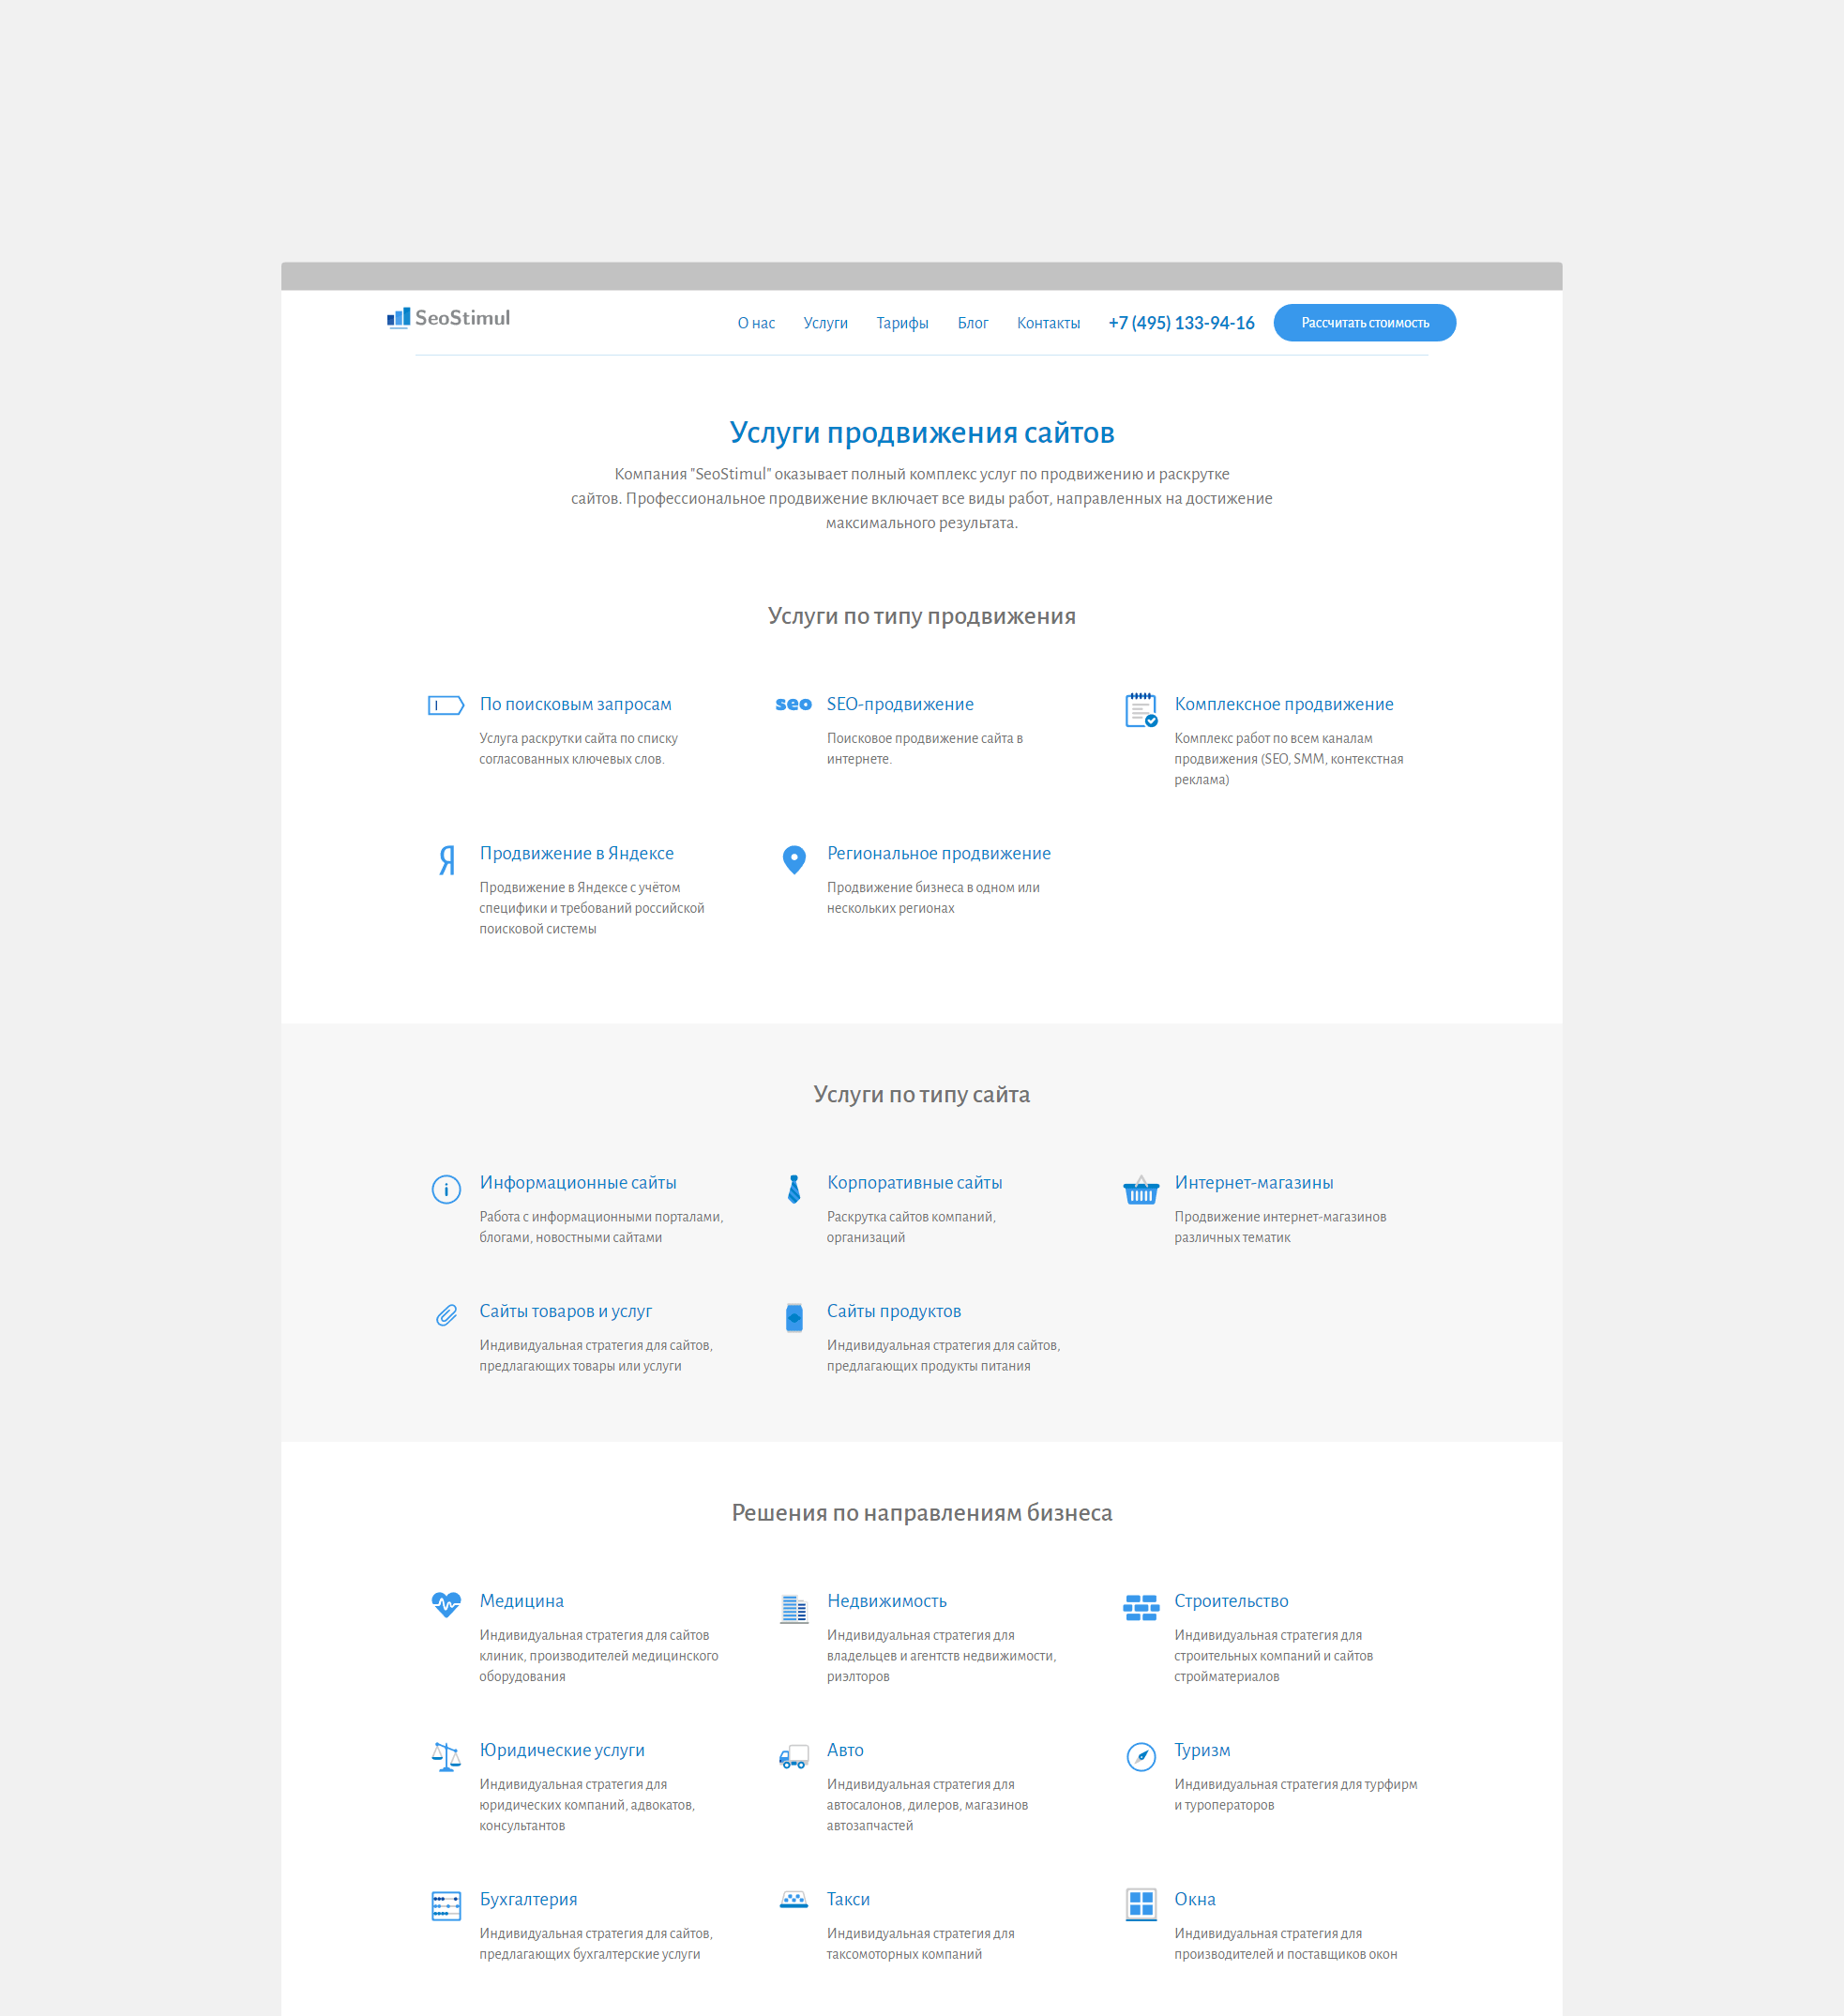 SeoStimul
О нас Услуги Тарифы Блог Контакты +7 (495) 133-94-16 Рассчитать стоимость
Услуги продвижения сайтов
Компания "SeoStimul" оказывает полный комплекс услуг по продвижению и раскрутке
сайтов. Профессиональное продвижение включает все виды работ, направленных на достижение
максимального результата.
Услуги по типу продвижения
По поисковым запросам
Услуга раскрутки сайта по списку
согласованных ключевых слов.
seo
SEO-продвижение
Поисковое продвижение сайта в
интернете.
Комплексное продвижение
Комплекс работ по всем каналам
продвижения (SEO, SMM, контекстная
реклама)
Я
Продвижение в Яндексе
Продвижение в Яндексе с учётом
специфики и требований российской
поисковой системы
Региональное продвижение
Продвижение бизнеса в одном или
нескольких регионах
Услуги по типу сайта
i
Информационные сайты
Работа с информационными порталами,
блогами, новостными сайтами
Корпоративные сайты
Раскрутка сайтов компаний,
организаций
Интернет-магазины
Продвижение интернет-магазинов
различных тематик
Сайты товаров и услуг
Индивидуальная стратегия для сайтов,
предлагающих товары или услуги
Сайты продуктов
Индивидуальная стратегия для сайтов,
предлагающих продукты питания
Решения по направлениям бизнеса
Медицина
Индивидуальная стратегия для сайтов
клиник, производителей медицинского
оборудования
Недвижимость
Индивидуальная стратегия для
владельцев и агентств недвижимости,
риэлторов
Строительство
Индивидуальная стратегия для
строительных компаний и сайтов
стройматериалов
Юридические услуги
Индивидуальная стратегия для
юридических компаний, адвокатов,
консультантов
Авто
Индивидуальная стратегия для
автосалонов, дилеров, магазинов
автозапчастей
Туризм
Индивидуальная стратегия для турфирм
и туроператоров
Бухгалтерия
Индивидуальная стратегия для сайтов,
предлагающих бухгалтерские услуги
Такси
Индивидуальная стратегия для
таксомоторных компаний
Окна
Индивидуальная стратегия для
производителей и поставщиков окон